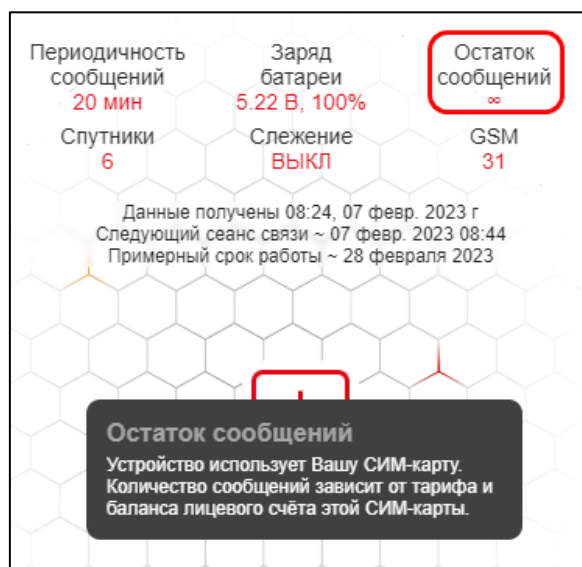 Периодичность сообщений
20 мин
Заряд батареи
5.22 В, 100%
Остаток сообщений
∞
Спутники
6
Слежение
ВЫКЛ
GSM
31
Данные получены 08:24, 07 февр. 2023 г
Следующий сеанс связи ~ 07 февр. 2023 08:44
Примерный срок работы ~ 28 февраля 2023
Остаток сообщений
Устройство использует Вашу СИМ-карту.
Количество сообщений зависит от тарифа и
баланса лицевого счёта этой СИМ-карты.